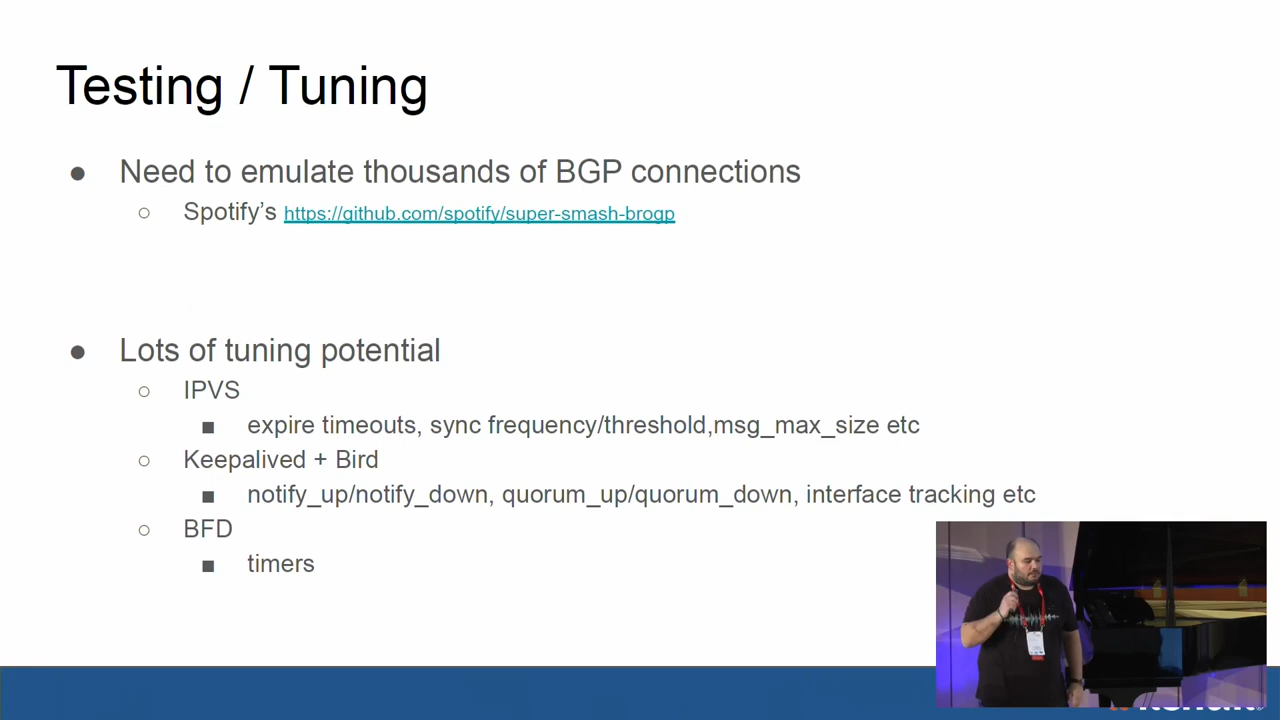 Testing / Tuning
● Need to emulate thousands of BGP connections
○ Spotify’s https://github.com/spotify/super-smash-brogp
● Lots of tuning potential
○ IPVS
■ expire timeouts, sync frequency/threshold,msg_max_size etc
○ Keepalived + Bird
■ notify_up/notify_down, quorum_up/quorum_down, interface tracking etc
○ BFD
■ timers